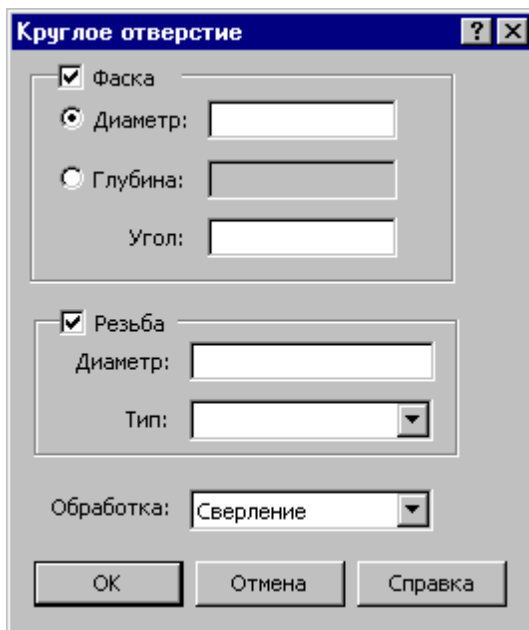 Круглое отверстие
Фаска
Диаметр:
Глубина:
Угол:
Резьба
Диаметр:
Тип:
Обработка: Сверление
OK Отмена Справка